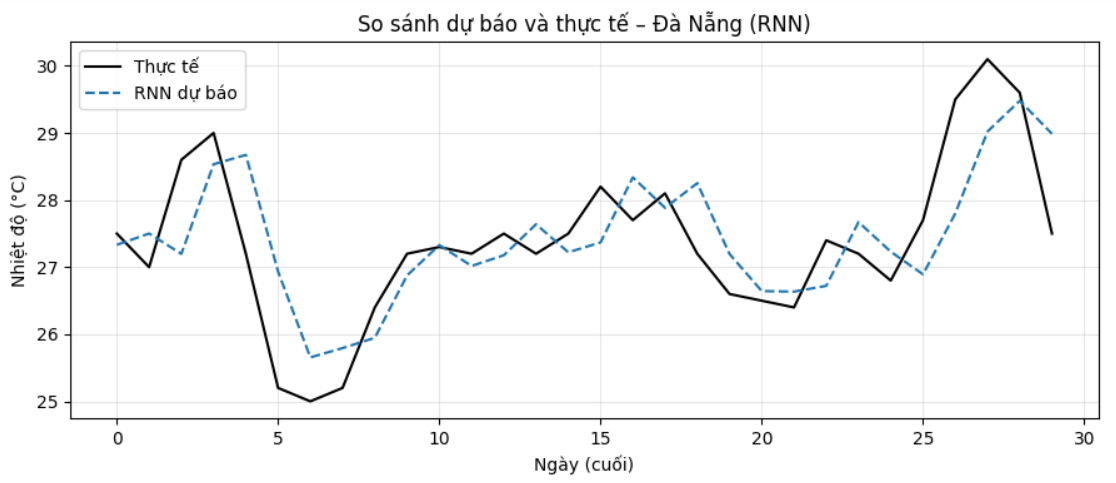 So sánh dự báo và thực tế – Đà Nẵng (RNN)
Thực tế
RNN dự báo
Nhiệt độ (°C)
30
29
28
27
26
25
0 5 10 15 20 25 30
Ngày (cuối)